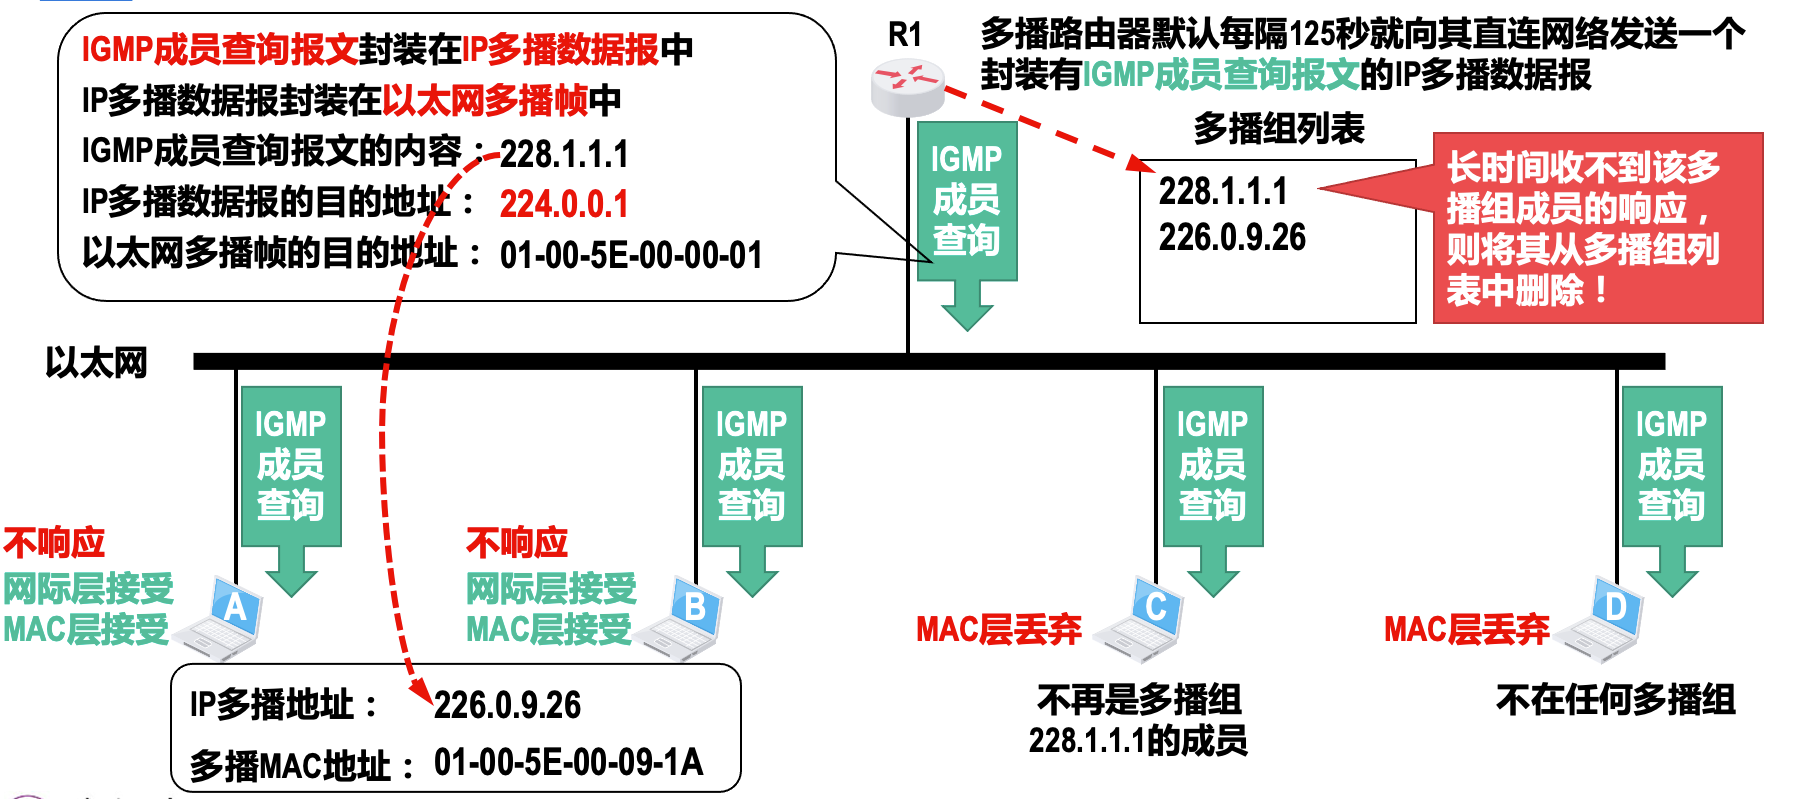 IGMP成员查询报文封装在IP多播数据报中
IP多播数据报封装在以太网多播帧中
IGMP成员查询报文的内容：228.1.1.1
IP多播数据报的目的地址：224.0.0.1
以太网多播帧的目的地址：01-00-5E-00-00-01
R1
多播路由器默认每隔125秒就向其直连网络发送一个
封装有IGMP成员查询报文的IP多播数据报
IGMP
成员
查询
多播组列表
228.1.1.1
226.0.9.26
长时间收不到该多
播组成员的响应，
则将其从多播组列
表中删除！
以太网
IGMP
成员
查询
IGMP
成员
查询
IGMP
成员
查询
IGMP
成员
查询
不响应
网际层接受
MAC层接受
A
不响应
网际层接受
MAC层接受
B
MAC层丢弃
C
MAC层丢弃
D
IP多播地址：226.0.9.26
多播MAC地址：01-00-5E-00-09-1A
不再是多播组
228.1.1.1的成员
不在任何多播组